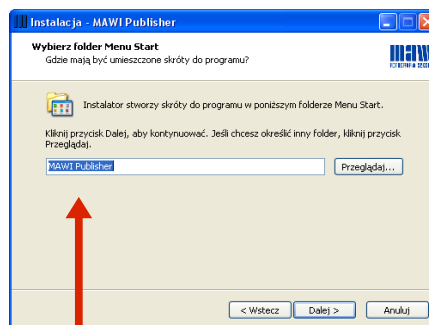 Instalacja - MAWI Publisher
Wybierz folder Menu Start
Gdzie mają być umieszczone skróty do programu?
Instalator stworzy skróty do programu w poniższym folderze Menu Start.
Kliknij przycisk Dalej, aby kontynuować. Jeśli chcesz określić inny folder, kliknij przycisk
Przeglądaj.
MAWI Publisher
Przeglądaj...
< Wstecz
Dalej >
Anuluj